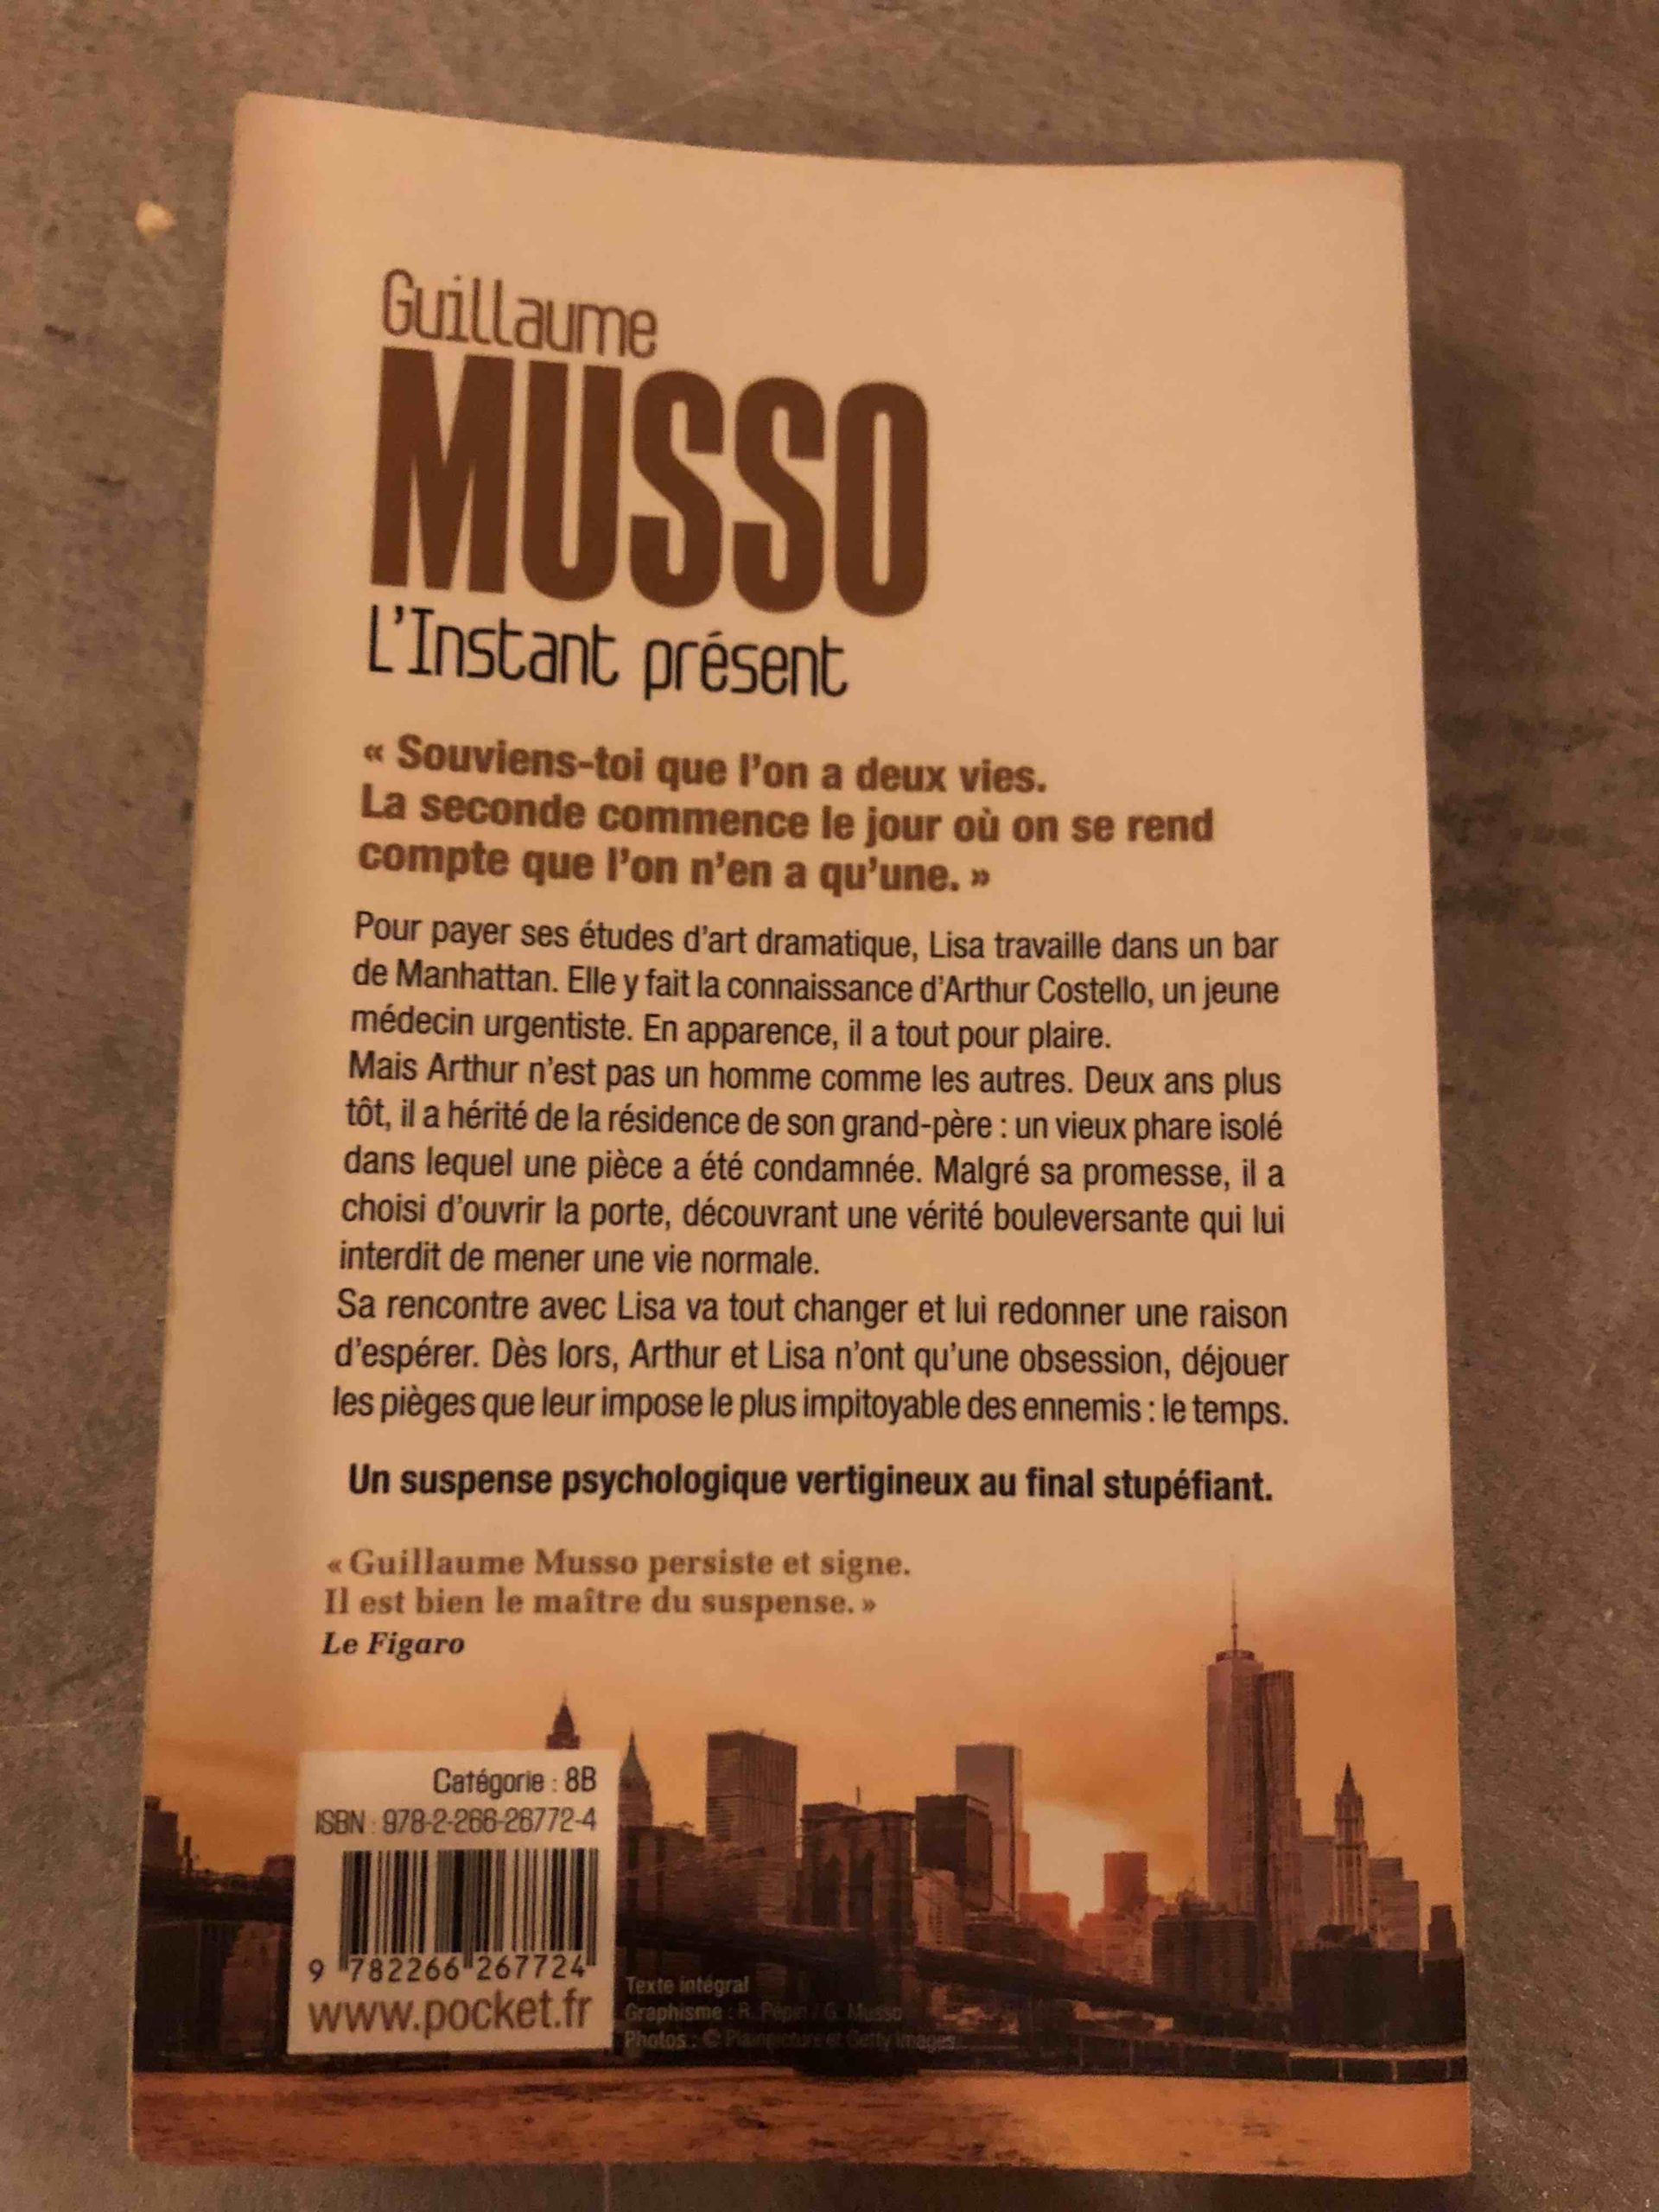 Guillaume
MUSSO
L'Instant présent
« Souviens-toi que l'on a deux vies.
La seconde commence le jour où on se rend
compte que l'on n'en a qu'une. »
Pour payer ses études d'art dramatique, Lisa travaille dans un bar
de Manhattan. Elle y fait la connaissance d'Arthur Costello, un jeune
médecin urgentiste. En apparence, il a tout pour plaire.
Mais Arthur n'est pas un homme comme les autres. Deux ans plus
tôt, il a hérité de la résidence de son grand-père : un vieux phare isolé
dans lequel une pièce a été condamnée. Malgré sa promesse, il a
choisi d'ouvrir la porte, découvrant une vérité bouleversante qui lui
interdit de mener une vie normale.
Sa rencontre avec Lisa va tout changer et lui redonner une raison
d'espérer. Dès lors, Arthur et Lisa n'ont qu'une obsession, déjouer
les pièges que leur impose le plus impitoyable des ennemis : le temps.
Un suspense psychologique vertigineux au final stupéfiant.
« Guillaume Musso persiste et signe.
Il est bien le maître du suspense. »
Le Figaro
Catégorie : 8B
ISBN : 978-2-266-26772-4
9 782266 267724
www.pocket.fr
Texte intégral
Graphisme : R. Pépin / G. Musso
Photos : © Plainpicture et Getty Images